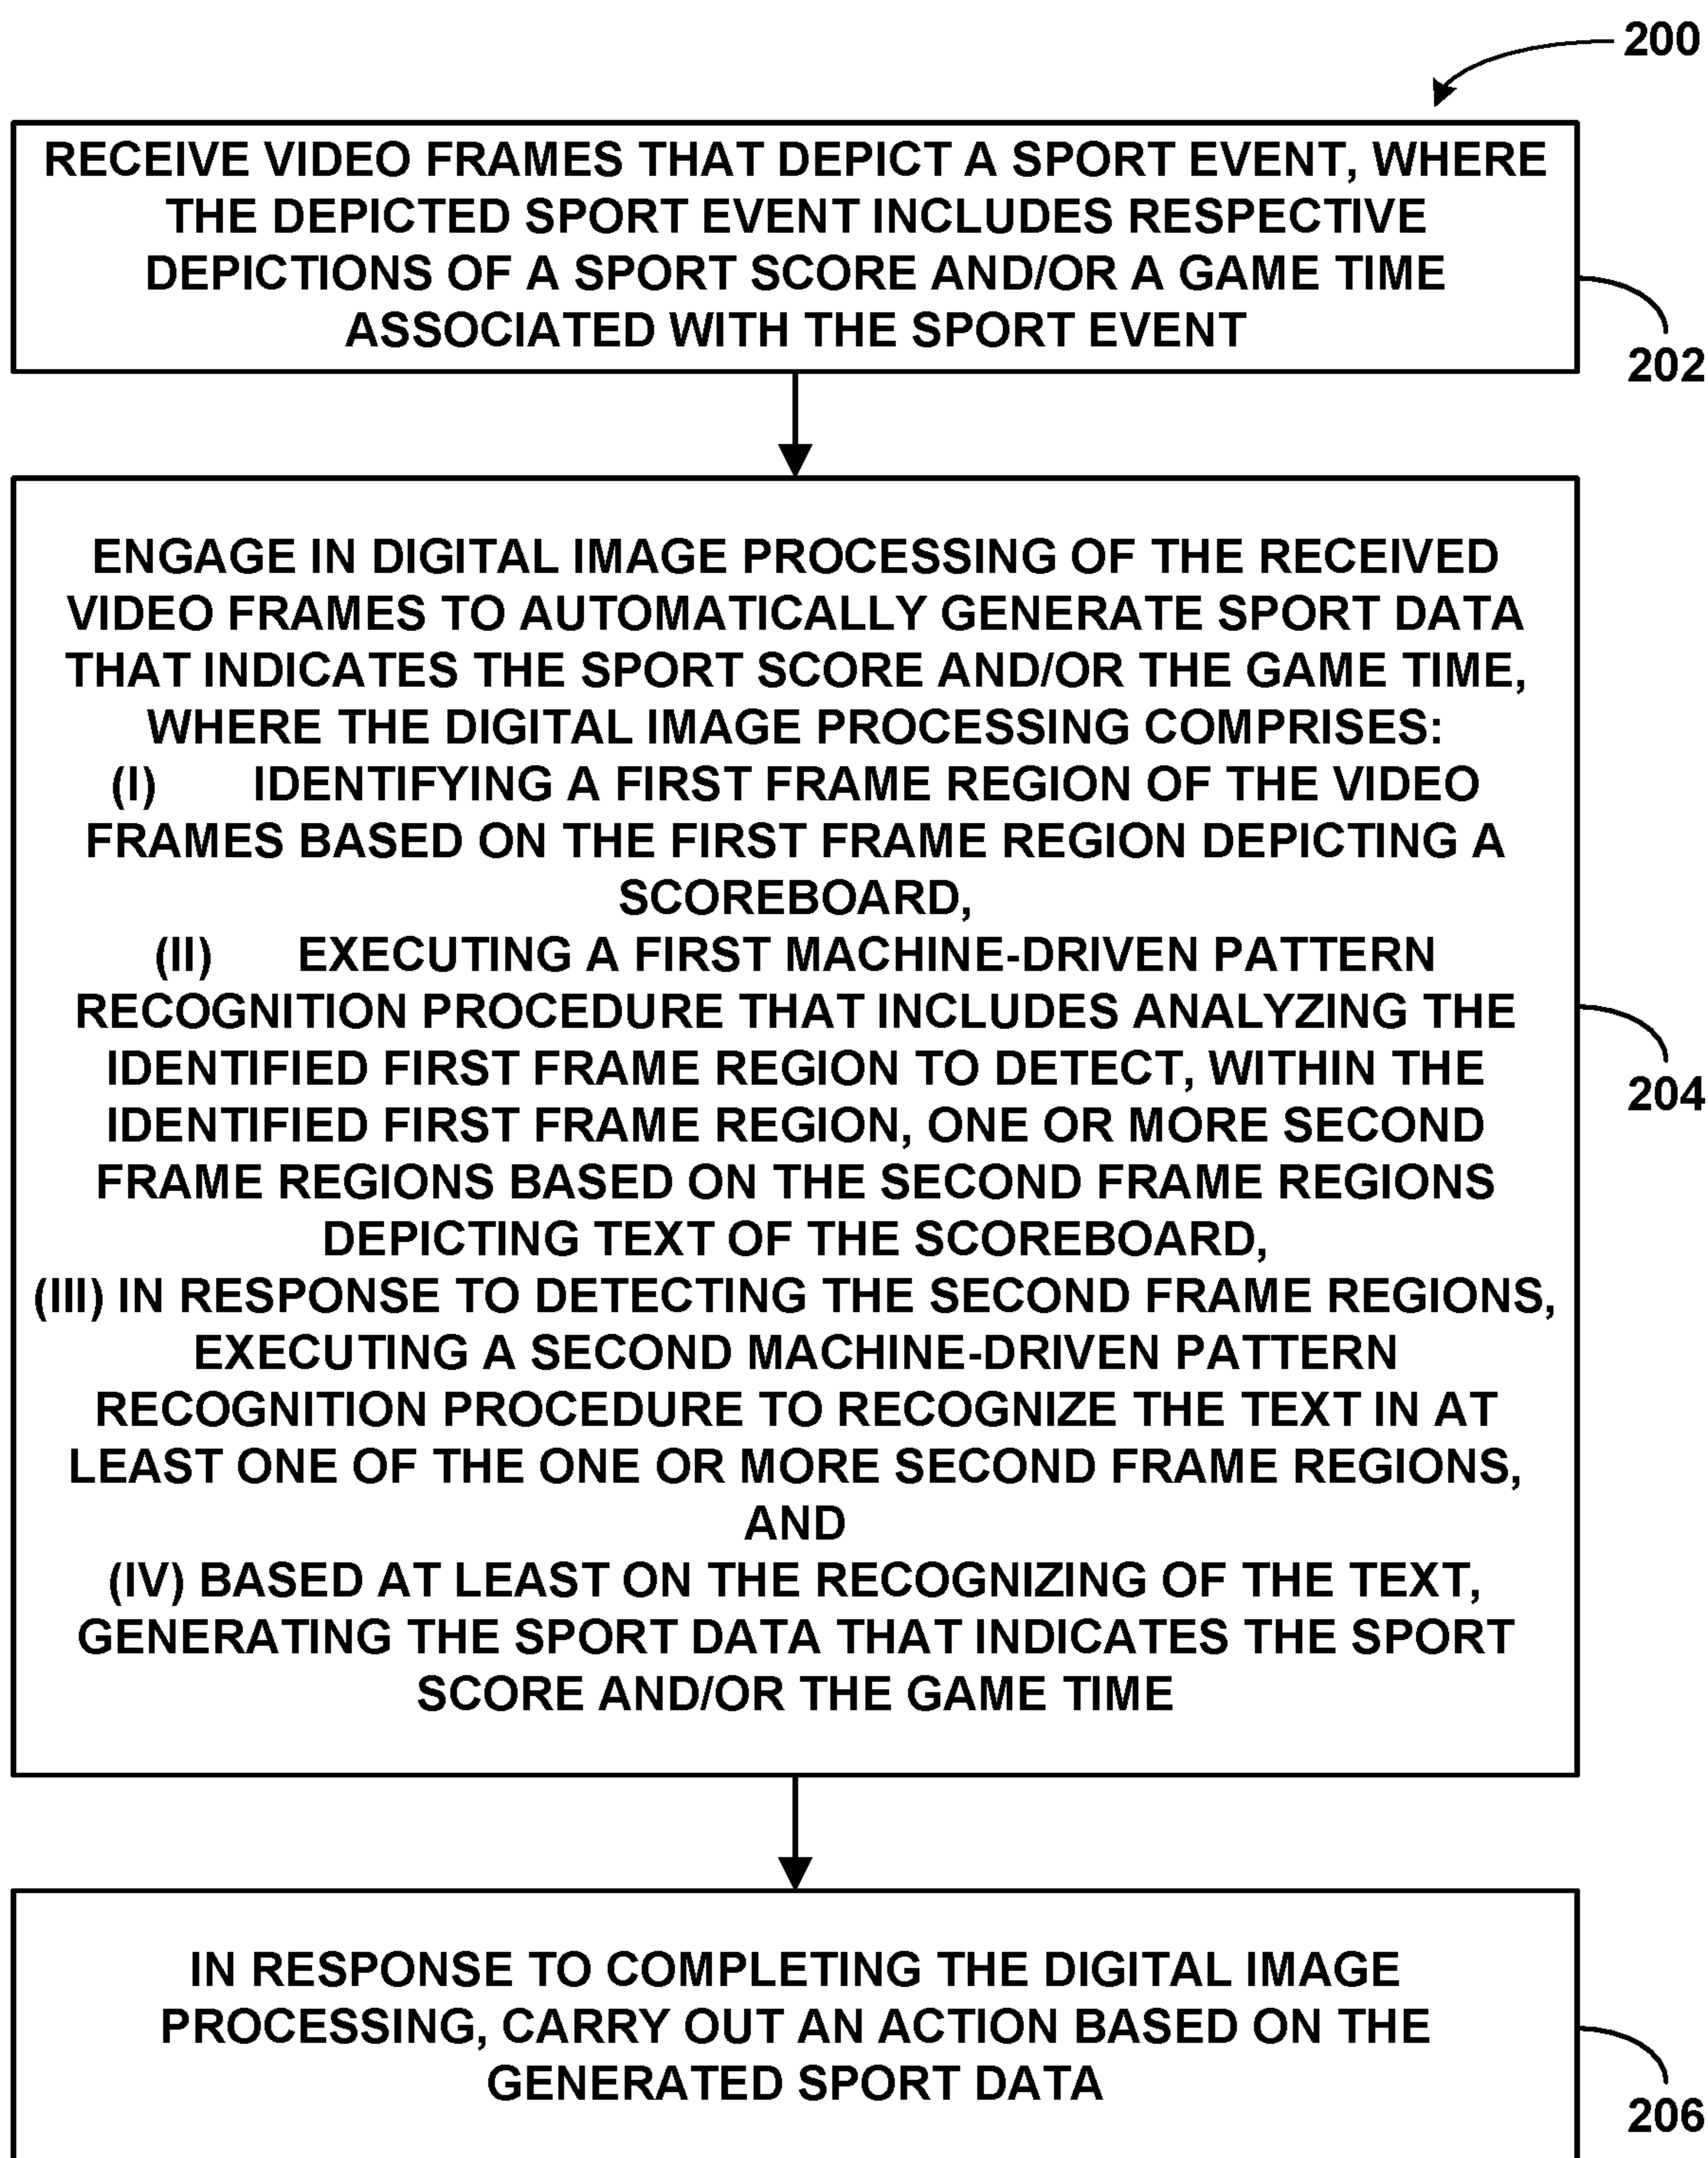 200
RECEIVE VIDEO FRAMES THAT DEPICT A SPORT EVENT, WHERE
THE DEPICTED SPORT EVENT INCLUDES RESPECTIVE
DEPICTIONS OF A SPORT SCORE AND/OR A GAME TIME
ASSOCIATED WITH THE SPORT EVENT
202
ENGAGE IN DIGITAL IMAGE PROCESSING OF THE RECEIVED
VIDEO FRAMES TO AUTOMATICALLY GENERATE SPORT DATA
THAT INDICATES THE SPORT SCORE AND/OR THE GAME TIME,
WHERE THE DIGITAL IMAGE PROCESSING COMPRISES:
(I) IDENTIFYING A FIRST FRAME REGION OF THE VIDEO
FRAMES BASED ON THE FIRST FRAME REGION DEPICTING A
SCOREBOARD,
(II) EXECUTING A FIRST MACHINE-DRIVEN PATTERN
RECOGNITION PROCEDURE THAT INCLUDES ANALYZING THE
IDENTIFIED FIRST FRAME REGION TO DETECT, WITHIN THE
IDENTIFIED FIRST FRAME REGION, ONE OR MORE SECOND
FRAME REGIONS BASED ON THE SECOND FRAME REGIONS
DEPICTING TEXT OF THE SCOREBOARD,
(III) IN RESPONSE TO DETECTING THE SECOND FRAME REGIONS,
EXECUTING A SECOND MACHINE-DRIVEN PATTERN
RECOGNITION PROCEDURE TO RECOGNIZE THE TEXT IN AT
LEAST ONE OF THE ONE OR MORE SECOND FRAME REGIONS,
AND
(IV) BASED AT LEAST ON THE RECOGNIZING OF THE TEXT,
GENERATING THE SPORT DATA THAT INDICATES THE SPORT
SCORE AND/OR THE GAME TIME
204
IN RESPONSE TO COMPLETING THE DIGITAL IMAGE
PROCESSING, CARRY OUT AN ACTION BASED ON THE
GENERATED SPORT DATA
206